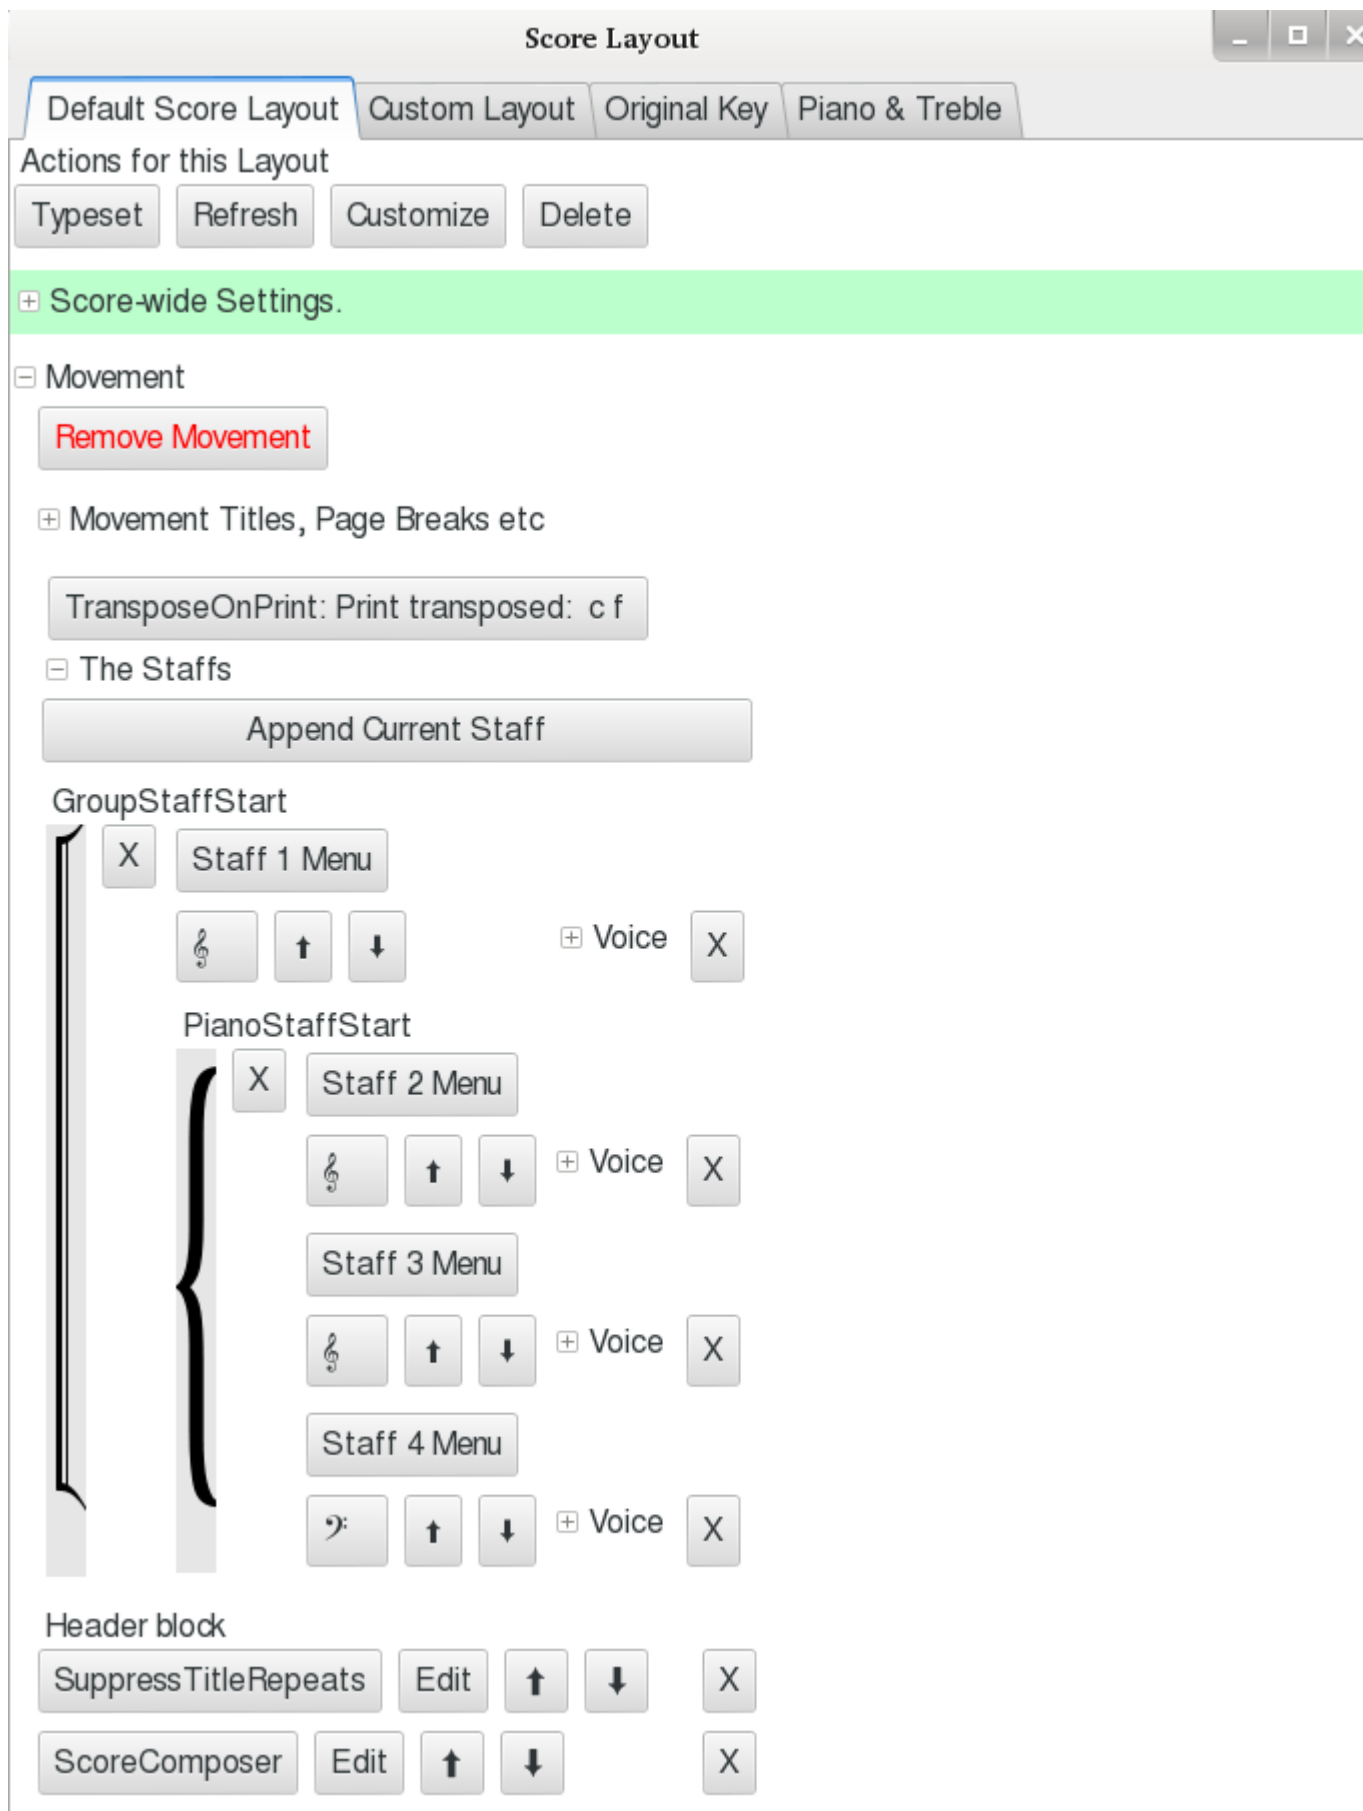 Score Layout
Default Score Layout Custom Layout Original Key Piano & Treble
Actions for this Layout
Typeset Refresh Customize Delete
Score-wide Settings.
Movement
Remove Movement
Movement Titles, Page Breaks etc
TransposeOnPrint: Print transposed: c f
The Staffs
Append Current Staff
GroupStaffStart
X Staff 1 Menu
Voice X
PianoStaffStart
X Staff 2 Menu
Voice X
Staff 3 Menu
Voice X
Staff 4 Menu
Voice X
Header block
SuppressTitleRepeats Edit X
ScoreComposer Edit X